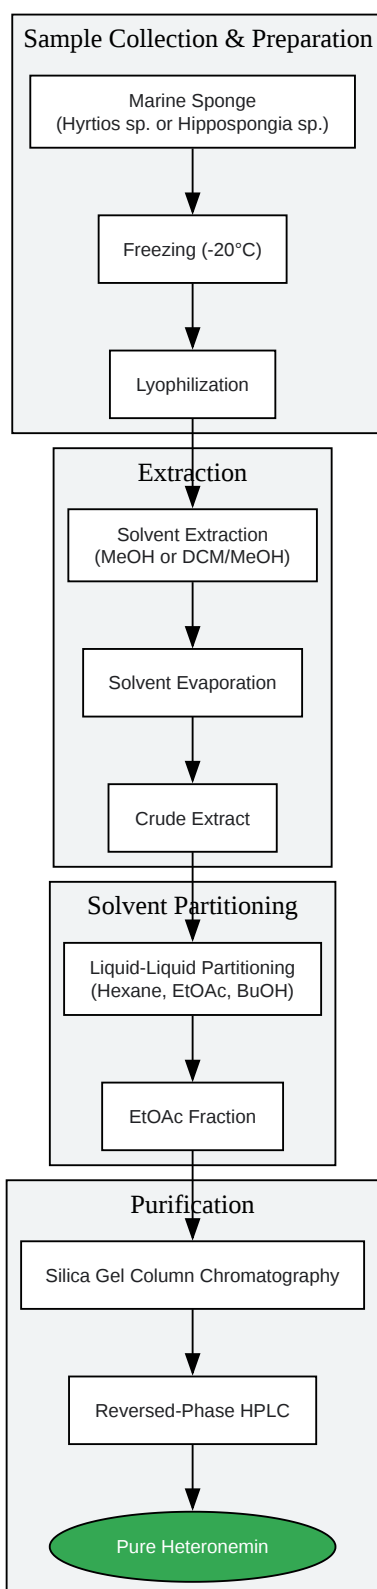 Sample Collection & Preparation
Marine Sponge
(Hyrtios sp. or Hippospongia sp.)
Freezing (-20°C)
Lyophilization
Extraction
Solvent Extraction
(MeOH or DCM/MeOH)
Solvent Evaporation
Crude Extract
Solvent Partitioning
Liquid-Liquid Partitioning
(Hexane, EtOAc, BuOH)
EtOAc Fraction
Purification
Silica Gel Column Chromatography
Reversed-Phase HPLC
Pure Heteronemin